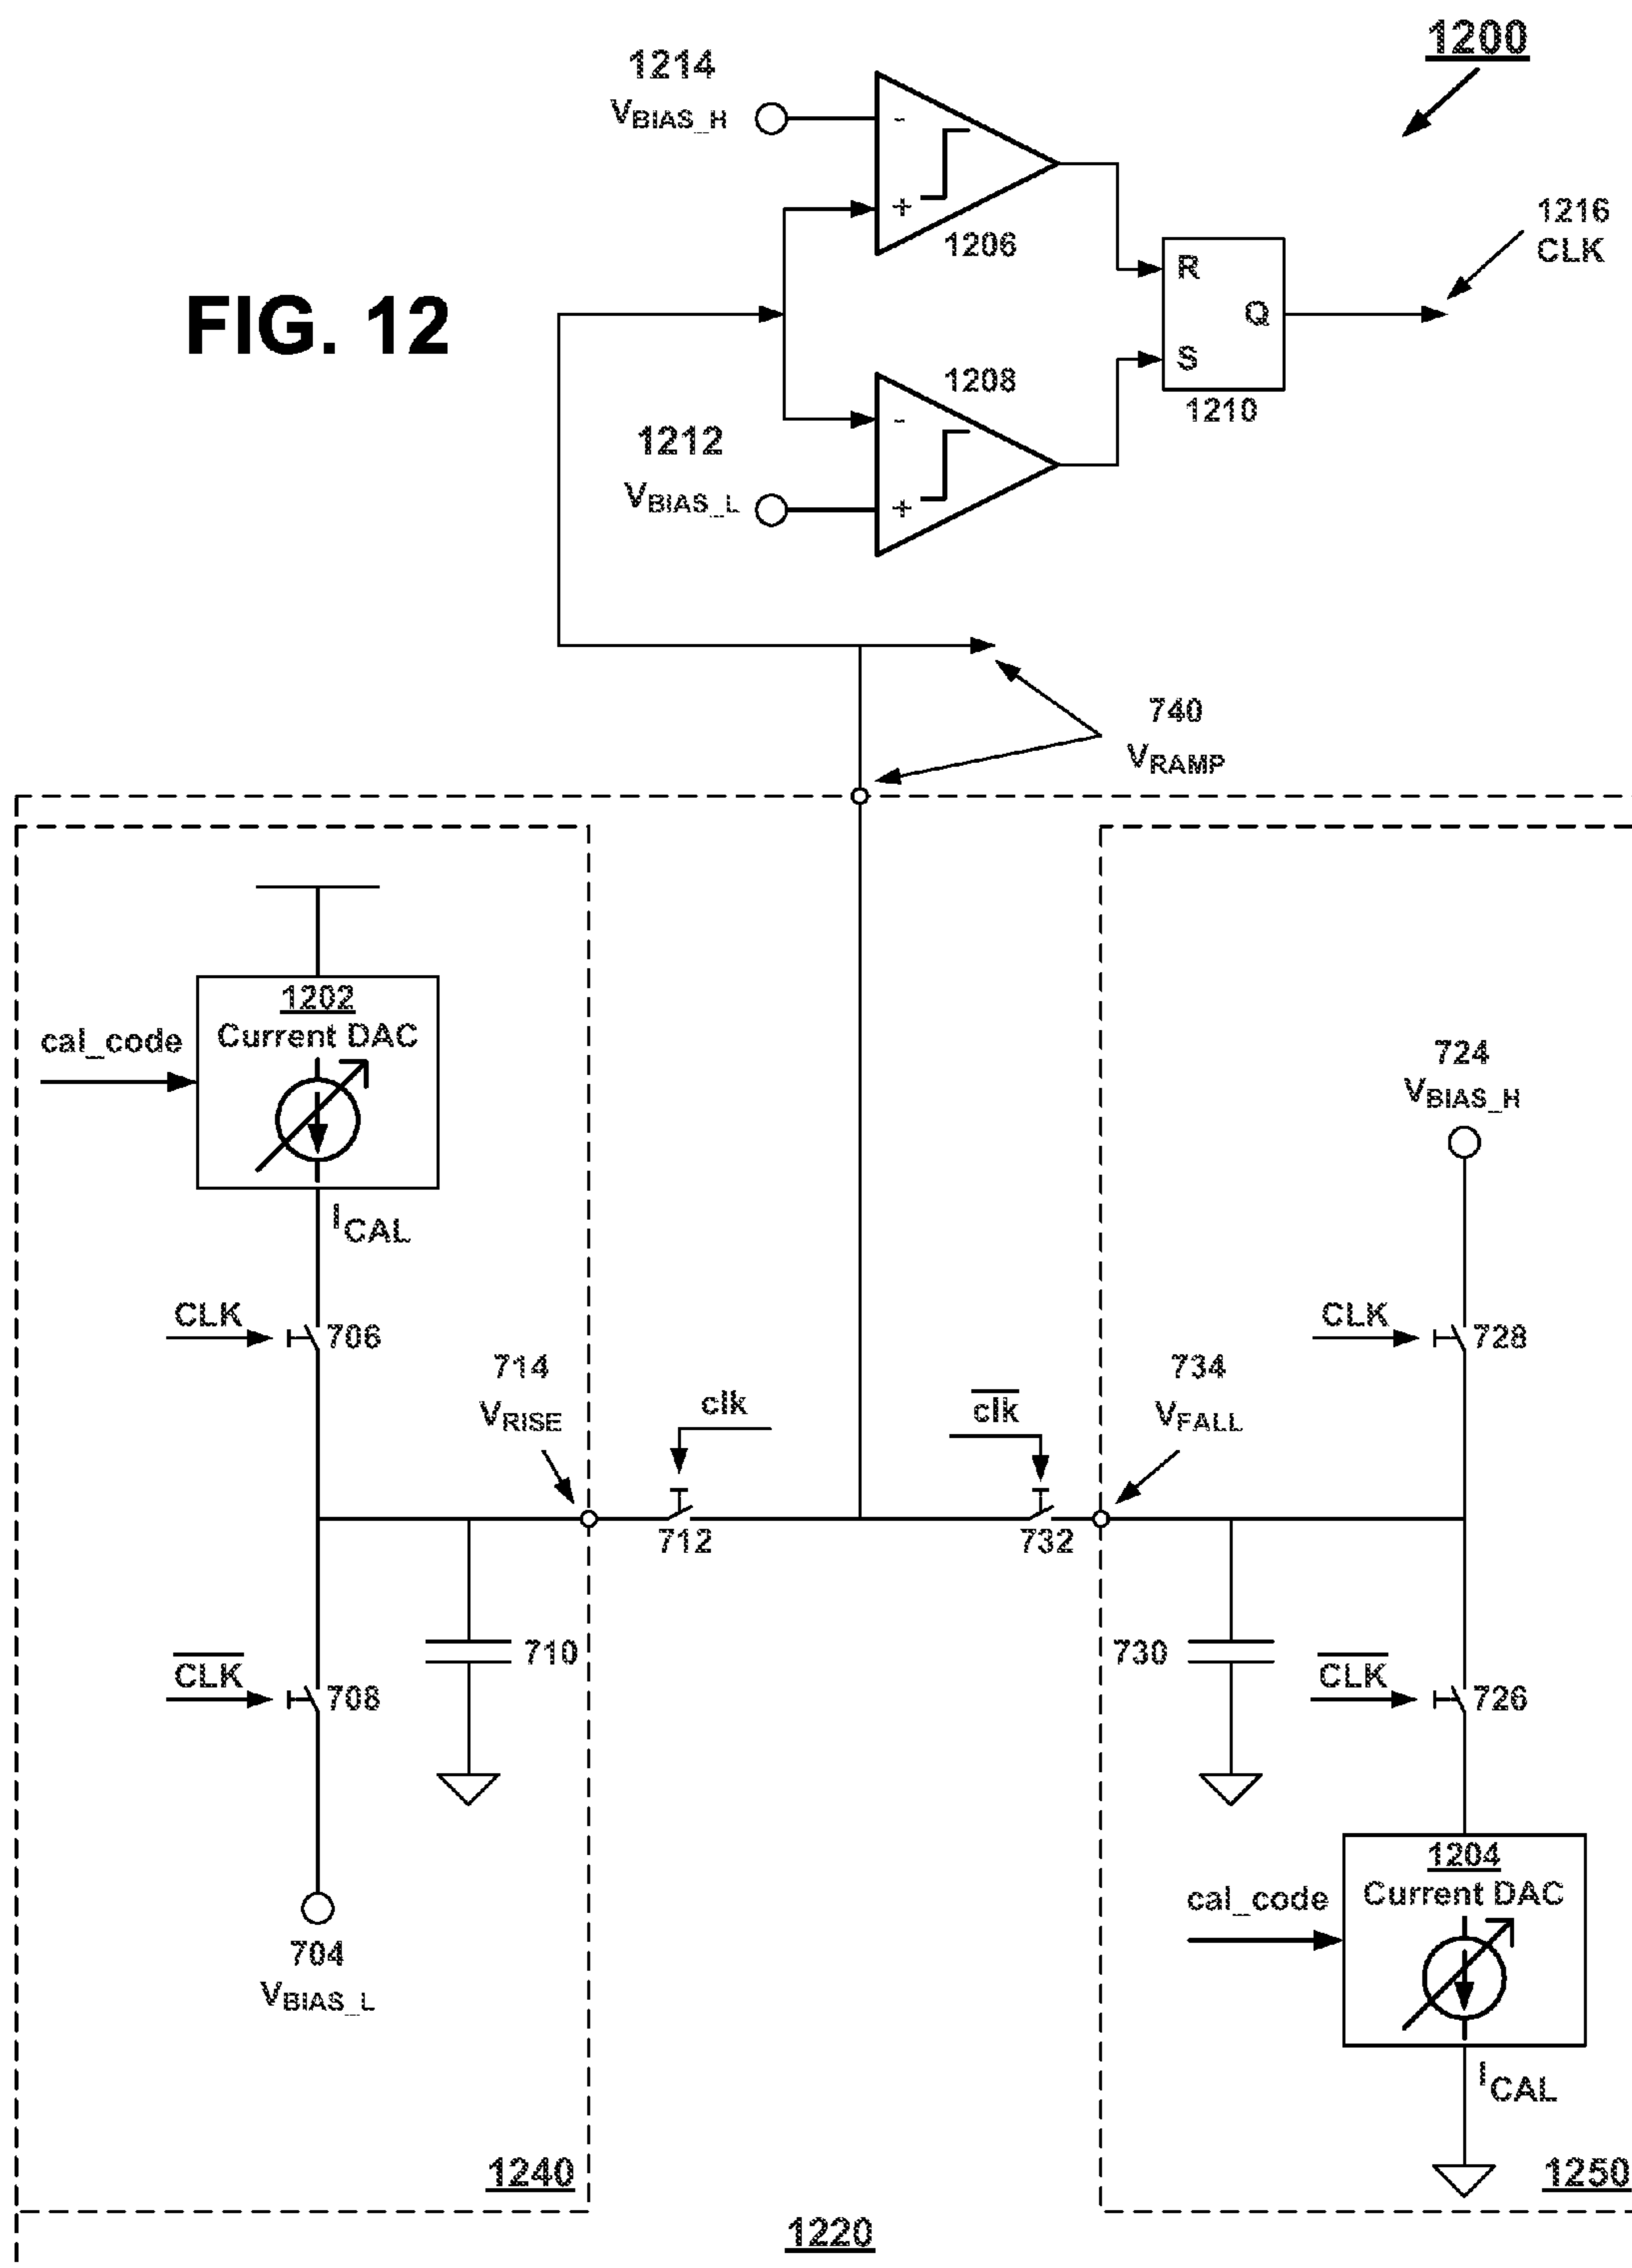 1200
1214
VBIAS_H
-
+
1206
1216
CLK
R
Q
S
1210
FIG. 12
1208
-
+
1212
VBIAS_L
740
VRAMP
1202
Current DAC
cal_code
ICAL
724
VBIAS_H
CLK
706
CLK
728
714
VRISE
clk
clk
734
VFALL
712
732
710
730
CLK
708
CLK
726
704
VBIAS_L
1204
Current DAC
cal_code
ICAL
1240
1250
1220